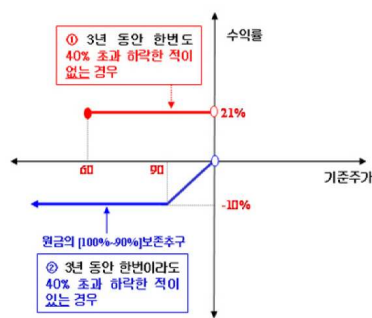 ① 3년 동안 한번도
40% 초과 하락한 적이
없는 경우
수익률
21%
60
90
기준주가
-10%
원금의 [100%~90%]보존추구
② 3년 동안 한번이라도
40% 초과 하락한 적이
있는 경우